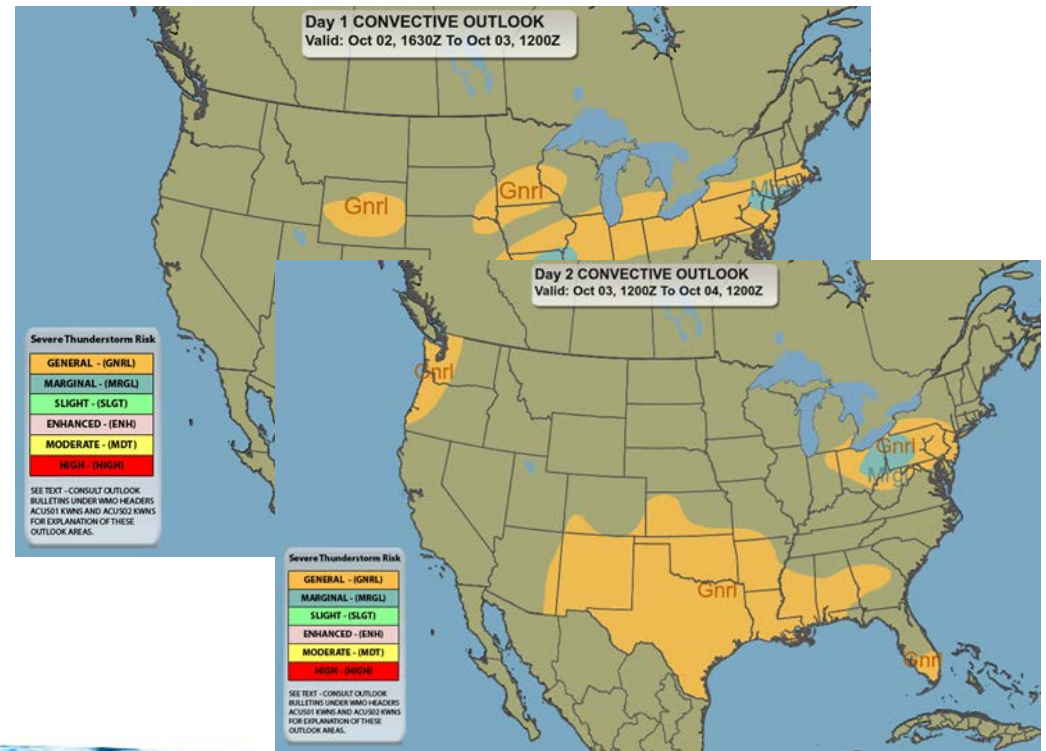 Day 1 CONVECTIVE OUTLOOK
Valid: Oct 02, 1630Z To Oct 03, 1200Z
Gnrl
Gnrl
Severe Thunderstorm Risk
GENERAL - (GNRL)
MARGINAL - (MRGL)
SLIGHT - (SLGT)
ENHANCED - (ENH)
MODERATE - (MDT)
HIGH - (HIGH)
SEE TEXT - CONSULT OUTLOOK
BULLETINS UNDER WMO HEADERS
ACUS01 KWNS AND ACUS02 KWNS
FOR EXPLANATION OF THESE
OUTLOOK AREAS.
Day 2 CONVECTIVE OUTLOOK
Valid: Oct 03, 1200Z To Oct 04, 1200Z
Gnrl
Gnrl
Gnrl
Gnrl
Severe Thunderstorm Risk
GENERAL - (GNRL)
MARGINAL - (MRGL)
SLIGHT - (SLGT)
ENHANCED - (ENH)
MODERATE - (MDT)
HIGH - (HIGH)
SEE TEXT - CONSULT OUTLOOK
BULLETINS UNDER WMO HEADERS
ACUS01 KWNS AND ACUS02 KWNS
FOR EXPLANATION OF THESE
OUTLOOK AREAS.